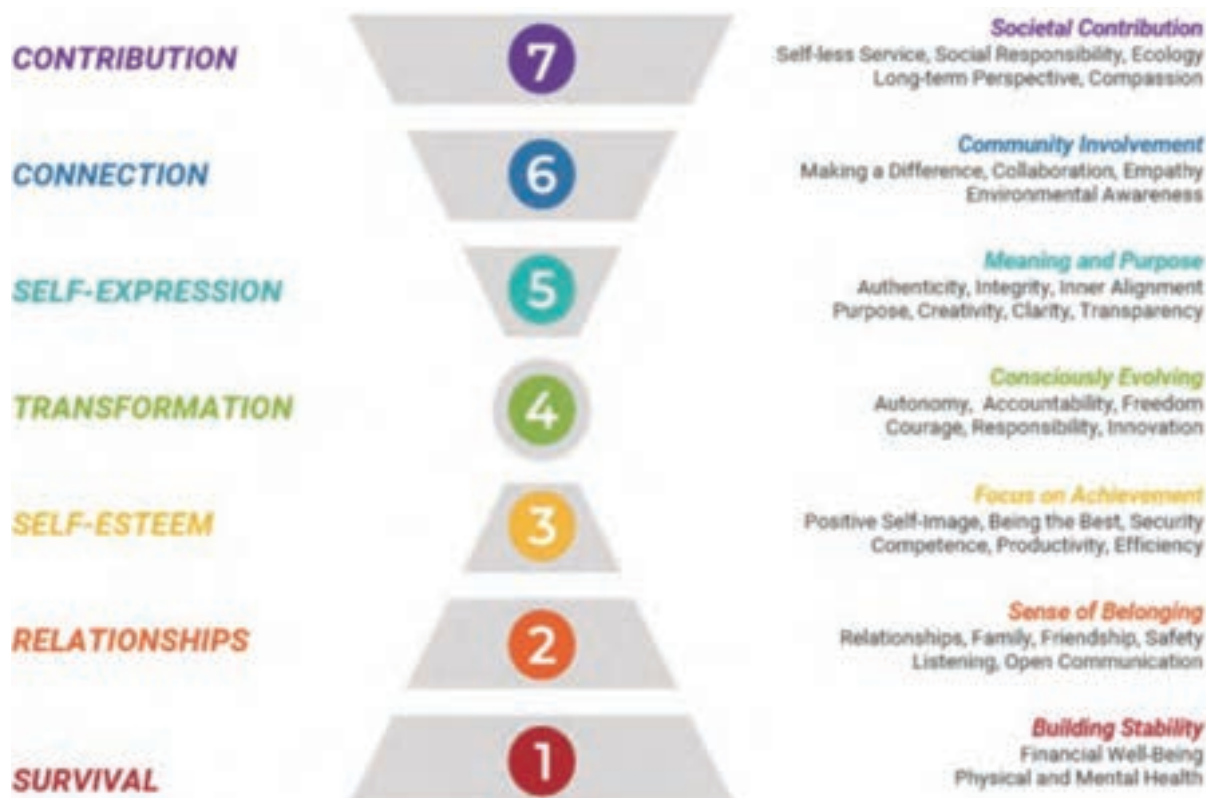 CONTRIBUTION
7
Societal Contribution
Self-less Service, Social Responsibility, Ecology
Long-term Perspective, Compassion
CONNECTION
6
Community Involvement
Making a Difference, Collaboration, Empathy
Environmental Awareness
SELF-EXPRESSION
5
Meaning and Purpose
Authenticity, Integrity, Inner Alignment
Purpose, Creativity, Clarity, Transparency
TRANSFORMATION
4
Consciously Evolving
Autonomy, Accountability, Freedom
Courage, Responsibility, Innovation
SELF-ESTEEM
3
Focus on Achievement
Positive Self-Image, Being the Best, Security
Competence, Productivity, Efficiency
RELATIONSHIPS
2
Sense of Belonging
Relationships, Family, Friendship, Safety
Listening, Open Communication
SURVIVAL
1
Building Stability
Financial Well-Being
Physical and Mental Health